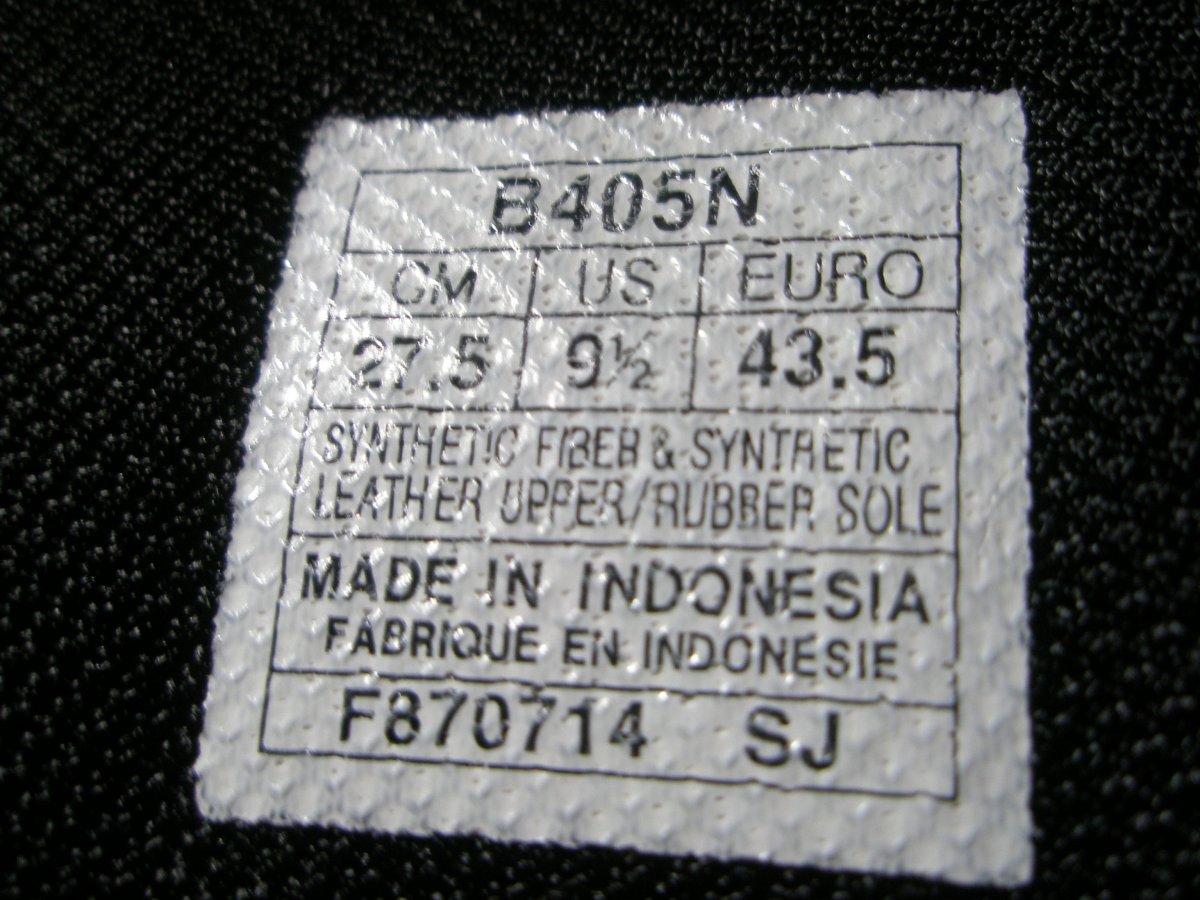 B405N
CM US EURO
27.5 9½ 43.5
SYNTHETIC FIBER & SYNTHETIC
LEATHER UPPER/RUBBER SOLE
MADE IN INDONESIA
FABRIQUE EN INDONESIE
F870714 SJ